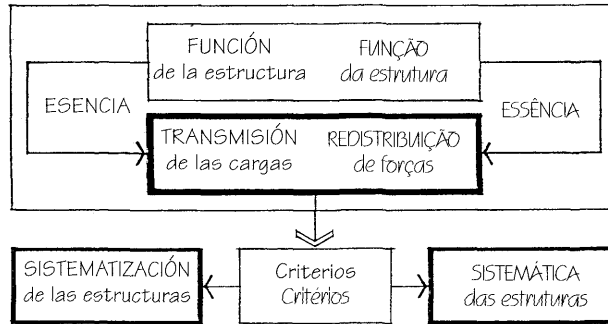 FUNCIÓN
de la estructura
FUNÇÃO
da estrutura
ESENCIA
ESSÊNCIA
TRANSMISIÓN
de las cargas
REDISTRIBUIÇÃO
de forças
SISTEMATIZACIÓN
de las estructuras
Criterios
Critérios
SISTEMÁTICA
das estruturas